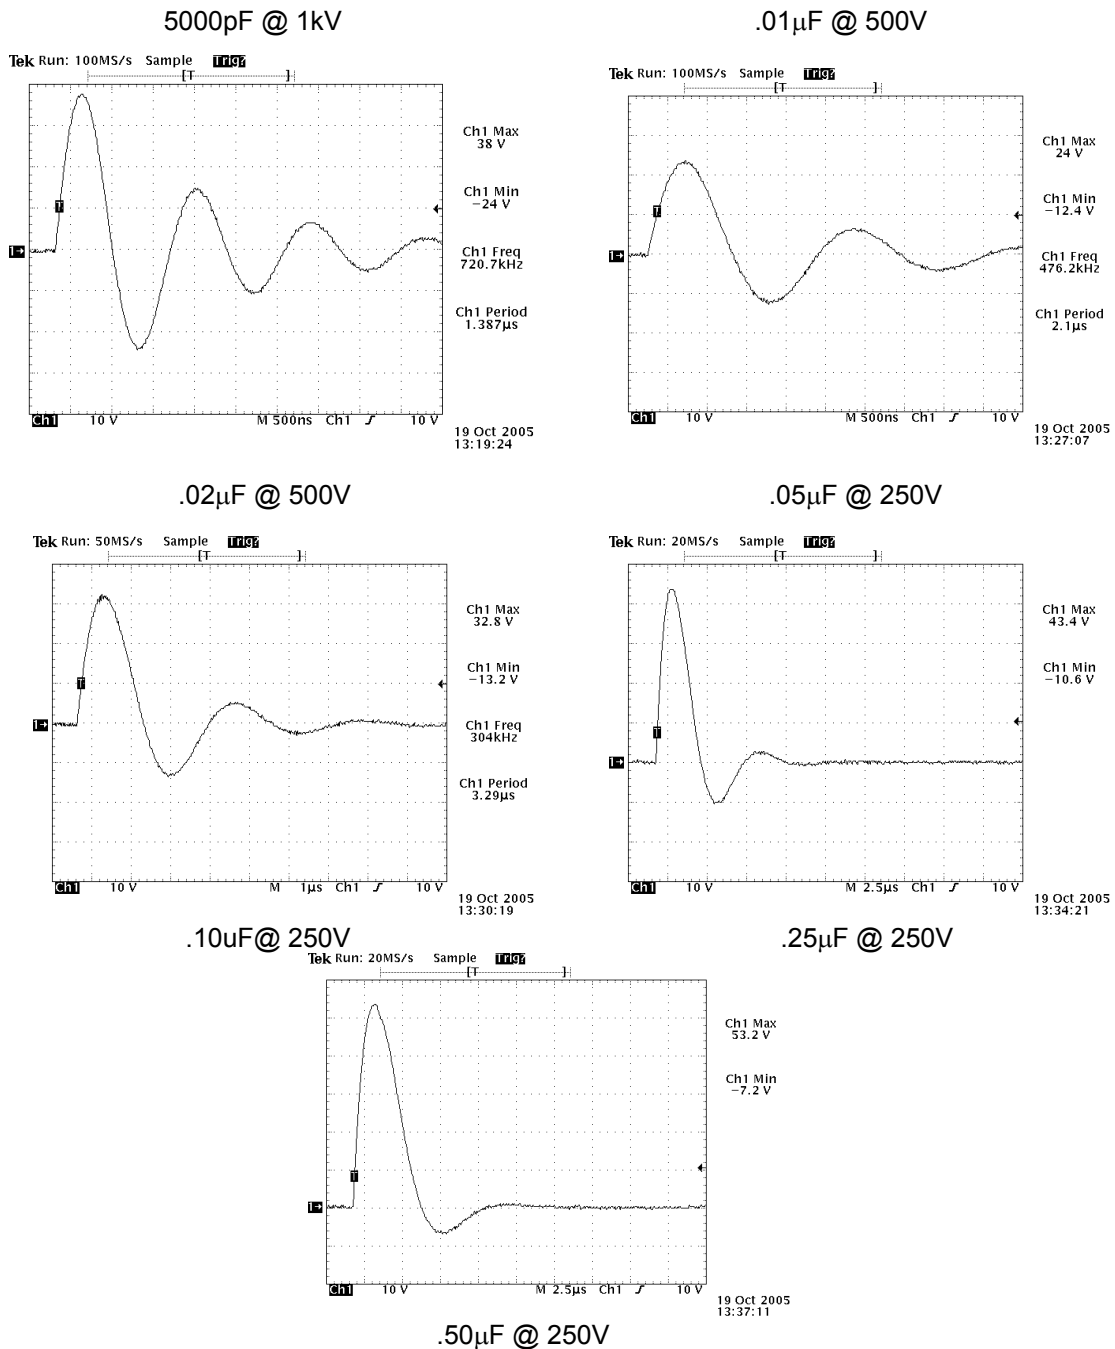 5000pF @ 1kV
.01µF @ 500V
Tek Run: 100MS/s Sample Trig?
[T ]
Ch1 Max
38 V
Ch1 Min
-24 V
Ch1 Freq
720.7kHz
Ch1 Period
1.387µs
T
1
Ch1 10 V M 500ns Ch1 10 V
19 Oct 2005
13:19:24
Tek Run: 100MS/s Sample Trig?
[T ]
Ch1 Max
24 V
Ch1 Min
-12.4 V
Ch1 Freq
476.2kHz
Ch1 Period
2.1µs
T
1
Ch1 10 V M 500ns Ch1 10 V
19 Oct 2005
13:27:07
.02µF @ 500V
.05µF @ 250V
Tek Run: 50MS/s Sample Trig?
[T ]
Ch1 Max
32.8 V
Ch1 Min
-13.2 V
Ch1 Freq
304kHz
Ch1 Period
3.29µs
T
1
Ch1 10 V M 1µs Ch1 10 V
19 Oct 2005
13:30:19
Tek Run: 20MS/s Sample Trig?
[T ]
Ch1 Max
43.4 V
Ch1 Min
-10.6 V
T
1
Ch1 10 V M 2.5µs Ch1 10 V
19 Oct 2005
13:34:21
.10uF@ 250V
.25µF @ 250V
Tek Run: 20MS/s Sample Trig?
[T ]
Ch1 Max
53.2 V
Ch1 Min
-7.2 V
T
1
Ch1 10 V M 2.5µs Ch1 10 V
19 Oct 2005
13:37:11
.50µF @ 250V